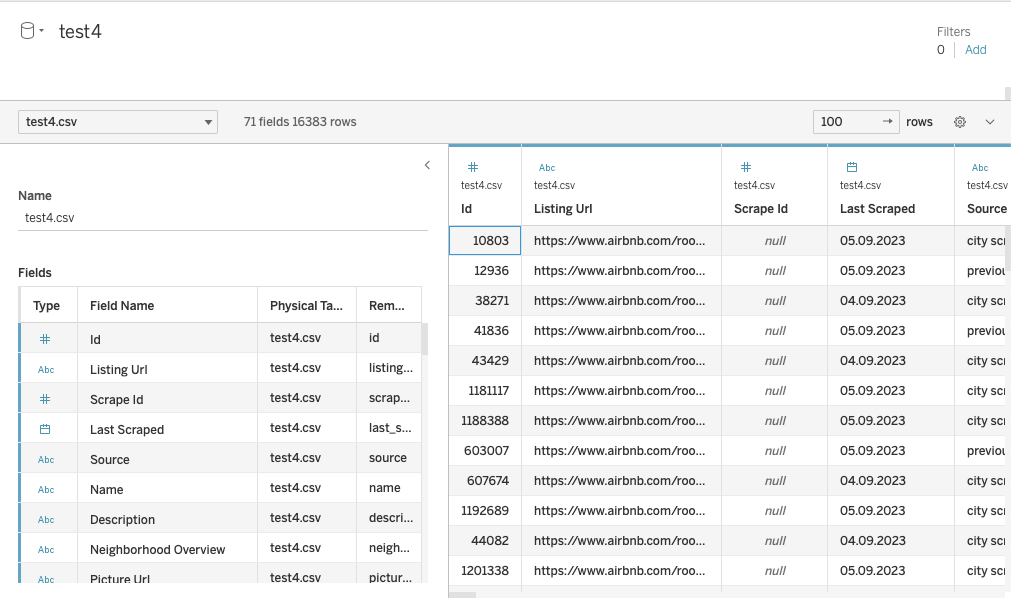 test4
Filters
0 Add
test4.csv 71 fields 16383 rows 100 → rows
Name
test4.csv
Fields
Type Field Name Physical Ta... Rem...
Id test4.csv id
Abc Listing Url test4.csv listing...
Scrape Id test4.csv scrap...
Last Scraped test4.csv last_s...
Abc Source test4.csv source
Abc Name test4.csv name
Abc Description test4.csv descri...
Abc Neighborhood Overview test4.csv neigh...
Abc Picture Url test4.csv pictur...
# Abc # Abc
test4.csv test4.csv test4.csv test4.csv test4.csv
Id Listing Url Scrape Id Last Scraped Source
10803 https://www.airbnb.com/roo... null 05.09.2023 city scr
12936 https://www.airbnb.com/roo... null 05.09.2023 previou
38271 https://www.airbnb.com/roo... null 04.09.2023 city scr
41836 https://www.airbnb.com/roo... null 05.09.2023 previou
43429 https://www.airbnb.com/roo... null 04.09.2023 city scr
1181117 https://www.airbnb.com/roo... null 05.09.2023 city scr
1188388 https://www.airbnb.com/roo... null 05.09.2023 city scr
603007 https://www.airbnb.com/roo... null 05.09.2023 previou
607674 https://www.airbnb.com/roo... null 04.09.2023 city scr
1192689 https://www.airbnb.com/roo... null 05.09.2023 city scr
44082 https://www.airbnb.com/roo... null 04.09.2023 city scr
1201338 https://www.airbnb.com/roo... null 05.09.2023 city scr